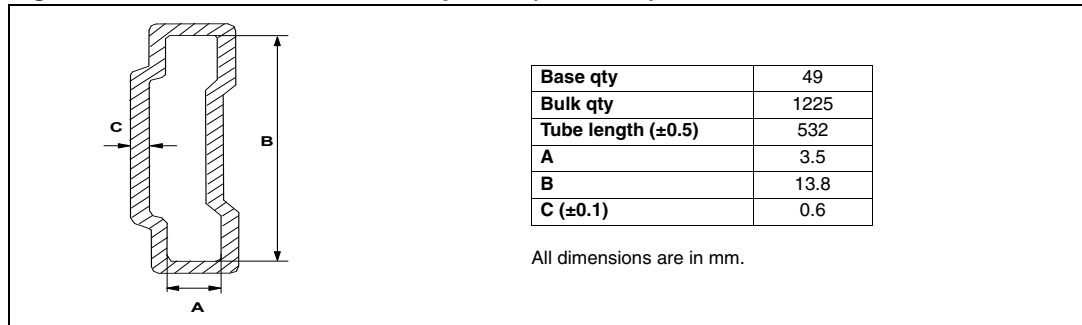 C
B
A
Base qty 49
Bulk qty 1225
Tube length (±0.5) 532
A 3.5
B 13.8
C (±0.1) 0.6
All dimensions are in mm.